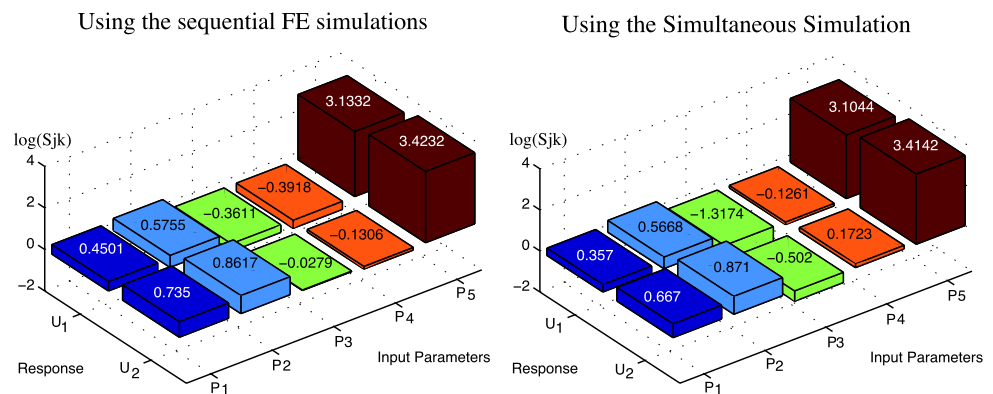 Using the sequential FE simulations
log(Sjk)
4
2
0
−2
3.1332
3.4232
−0.3918
−0.1306
−0.3611
−0.0279
0.5755
0.8617
0.4501
0.735
U1
U2
Response
P1
P2
P3
P4
P5
Input Parameters
Using the Simultaneous Simulation
log(Sjk)
4
2
0
−2
3.1044
3.4142
−0.1261
0.1723
−1.3174
−0.502
0.5668
0.871
0.357
0.667
U1
U2
Response
P1
P2
P3
P4
P5
Input Parameters